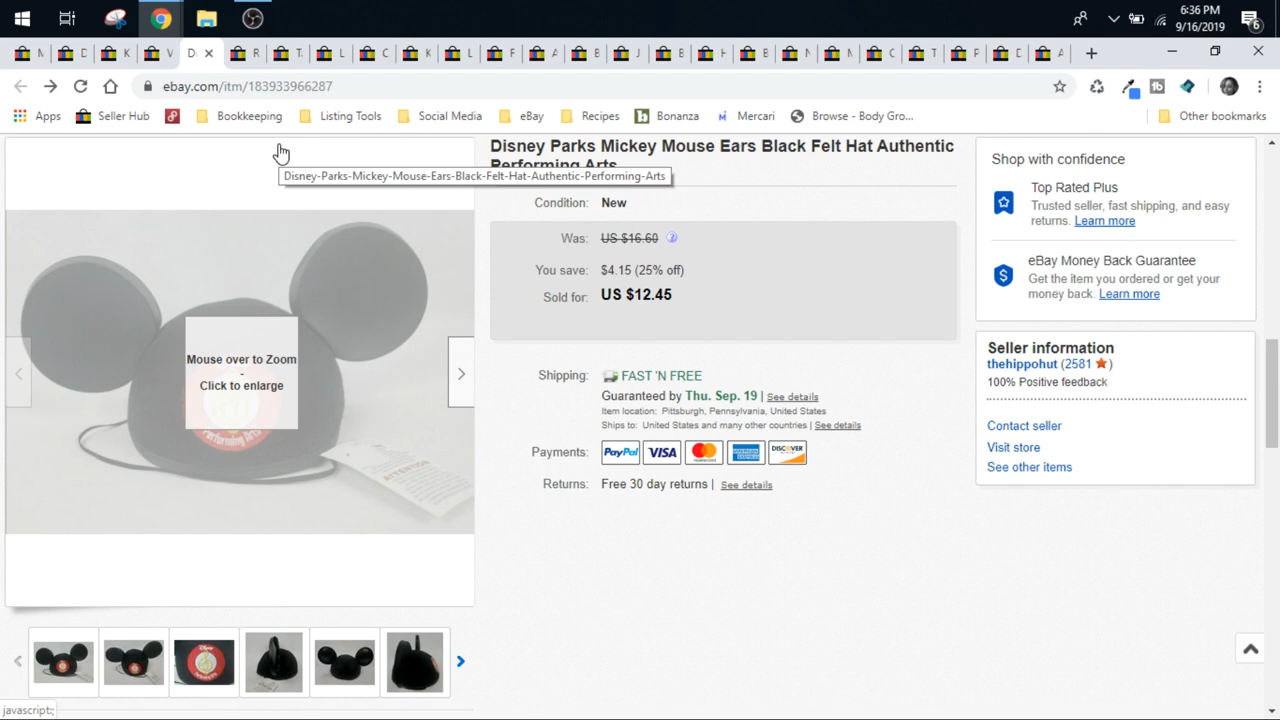 6:36 PM
9/16/2019
6
M
D
K
V
D
R
T
L
C
K
L
F
A
B
J
B
H
B
N
M
C
T
P
D
A
ebay.com/itm/183933966287
Apps
Seller Hub
Bookkeeping
Listing Tools
Social Media
eBay
Recipes
Bonanza
Mercari
Browse - Body Gro...
Other bookmarks
Disney-Parks-Mickey-Mouse-Ears-Black-Felt-Hat-Authentic-Performing-Arts
Mouse over to Zoom
-
Click to enlarge
Performing Arts
ATTENTION
Disney Parks Mickey Mouse Ears Black Felt Hat Authentic
Performing Arts
Condition: New
Was: US $16.60
You save: $4.15 (25% off)
Sold for: US $12.45
Shipping: FAST 'N FREE
Guaranteed by Thu. Sep. 19 | See details
Item location: Pittsburgh, Pennsylvania, United States
Ships to: United States and many other countries | See details
Payments: PayPal VISA MasterCard AMERICAN EXPRESS DISCOVER
Returns: Free 30 day returns | See details
Shop with confidence
Top Rated Plus
Trusted seller, fast shipping, and easy
returns. Learn more
eBay Money Back Guarantee
Get the item you ordered or get your
money back. Learn more
Seller information
thehippohut (2581 )
100% Positive feedback
Contact seller
Visit store
See other items
javascript:;